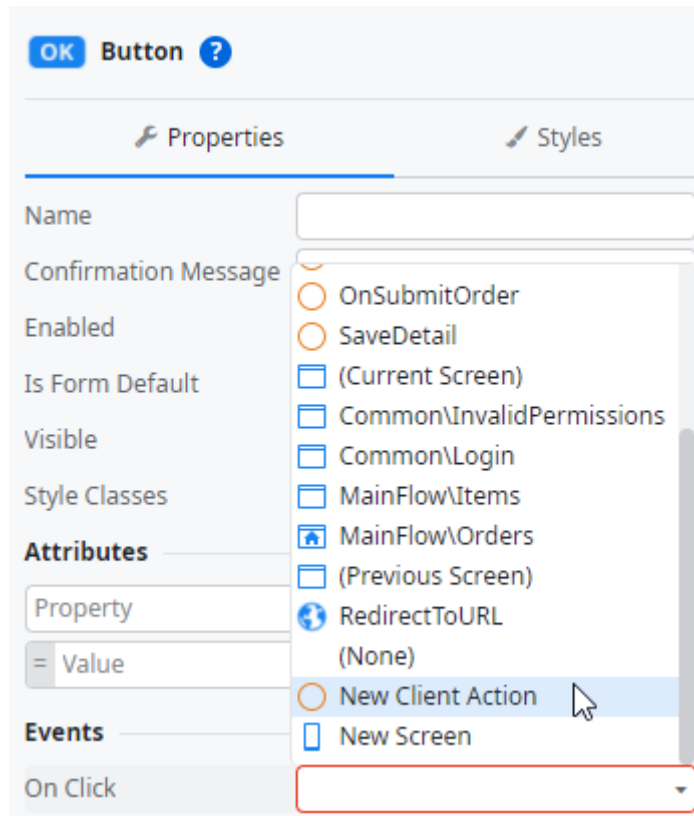 OK Button ?
Properties
Styles
Name
Confirmation Message
OnSubmitOrder
Enabled
SaveDetail
Is Form Default
(Current Screen)
Common\InvalidPermissions
Visible
Common\Login
Style Classes
MainFlow\Items
Attributes
MainFlow\Orders
(Previous Screen)
Property
RedirectToURL
= Value
(None)
New Client Action
Events
New Screen
On Click